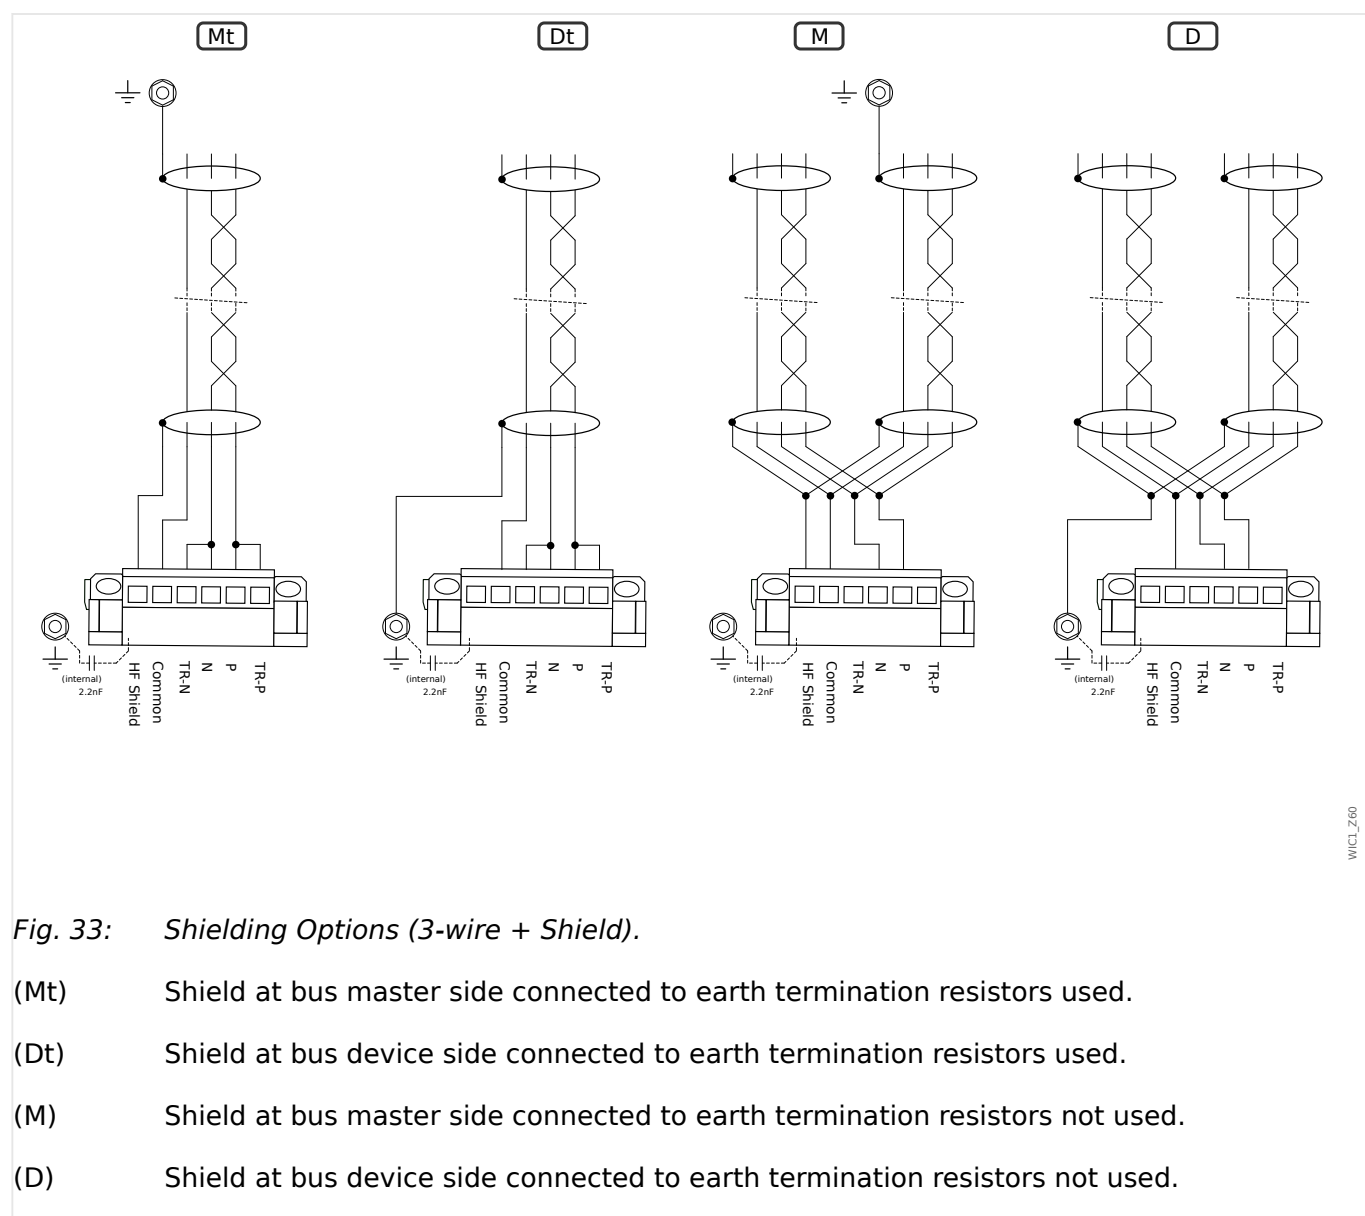 Mt Dt M D
(internal) (internal) (internal) (internal)
2.2nF 2.2nF 2.2nF 2.2nF
HF Shield Common TR-N N P TR-P HF Shield Common TR-N N P TR-P HF Shield Common TR-N N P TR-P HF Shield Common TR-N N P TR-P
WIC1_Z60
Fig. 33: Shielding Options (3-wire + Shield).
(Mt) Shield at bus master side connected to earth termination resistors used.
(Dt) Shield at bus device side connected to earth termination resistors used.
(M) Shield at bus master side connected to earth termination resistors not used.
(D) Shield at bus device side connected to earth termination resistors not used.